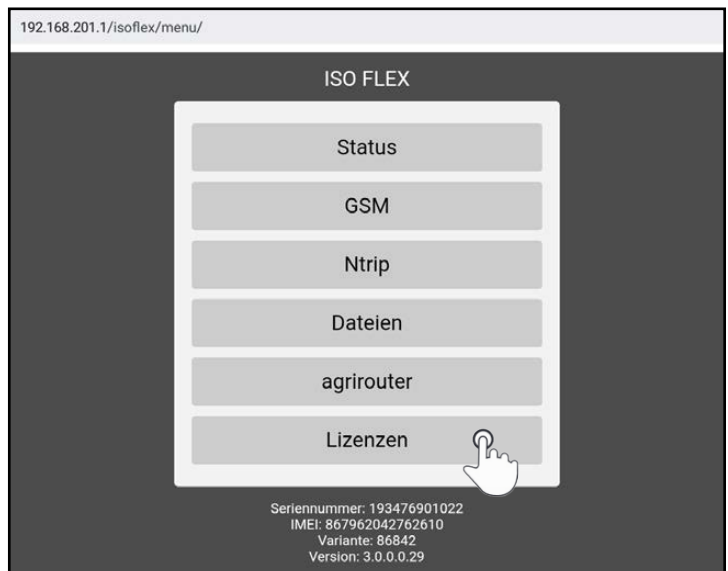 192.168.201.1/isoflex/menu/
ISO FLEX
Status
GSM
Ntrip
Dateien
agrirouter
Lizenzen
Seriennummer: 193476901022
IMEI: 867962042762610
Variante: 86842
Version: 3.0.0.0.29